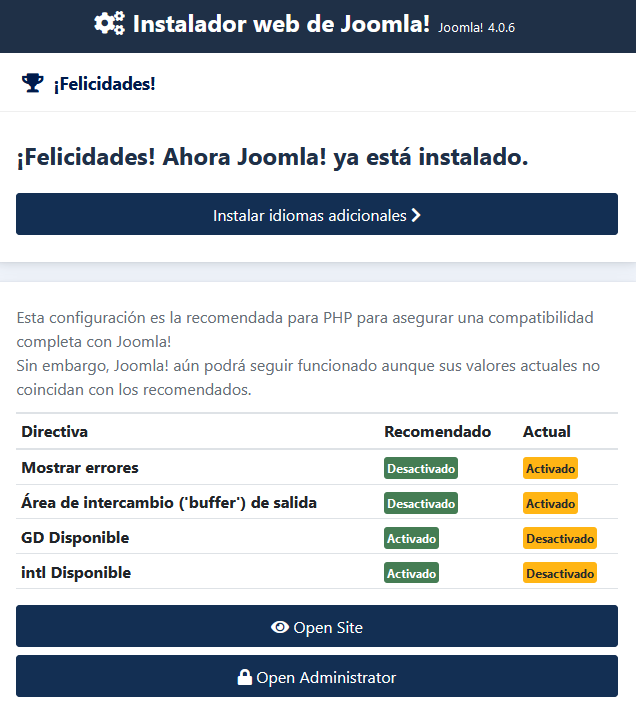 Instalador web de Joomla! Joomla! 4.0.6
¡Felicidades!
¡Felicidades! Ahora Joomla! ya está instalado.
Instalar idiomas adicionales
Esta configuración es la recomendada para PHP para asegurar una compatibilidad
completa con Joomla!
Sin embargo, Joomla! aún podrá seguir funcionado aunque sus valores actuales no
coincidan con los recomendados.
Directiva Recomendado Actual
Mostrar errores Desactivado Activado
Área de intercambio ('buffer') de salida Desactivado Activado
GD Disponible Activado Desactivado
intl Disponible Activado Desactivado
Open Site
Open Administrator